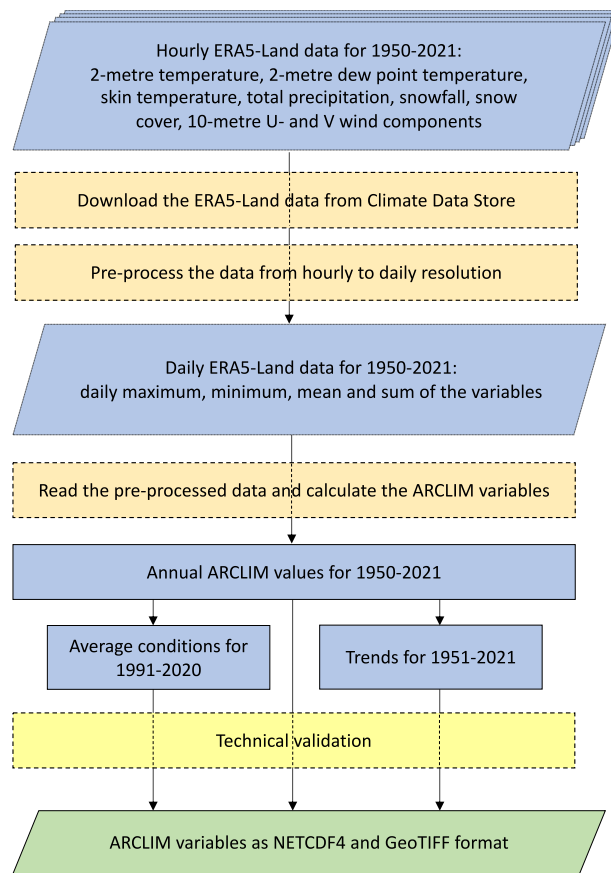 Hourly ERA5-Land data for 1950-2021:
2-metre temperature, 2-metre dew point temperature,
skin temperature, total precipitation, snowfall, snow
cover, 10-metre U- and V wind components
Download the ERA5-Land data from Climate Data Store
Pre-process the data from hourly to daily resolution
Daily ERA5-Land data for 1950-2021:
daily maximum, minimum, mean and sum of the variables
Read the pre-processed data and calculate the ARCLIM variables
Annual ARCLIM values for 1950-2021
Average conditions for
1991-2020
Trends for 1951-2021
Technical validation
ARCLIM variables as NETCDF4 and GeoTIFF format